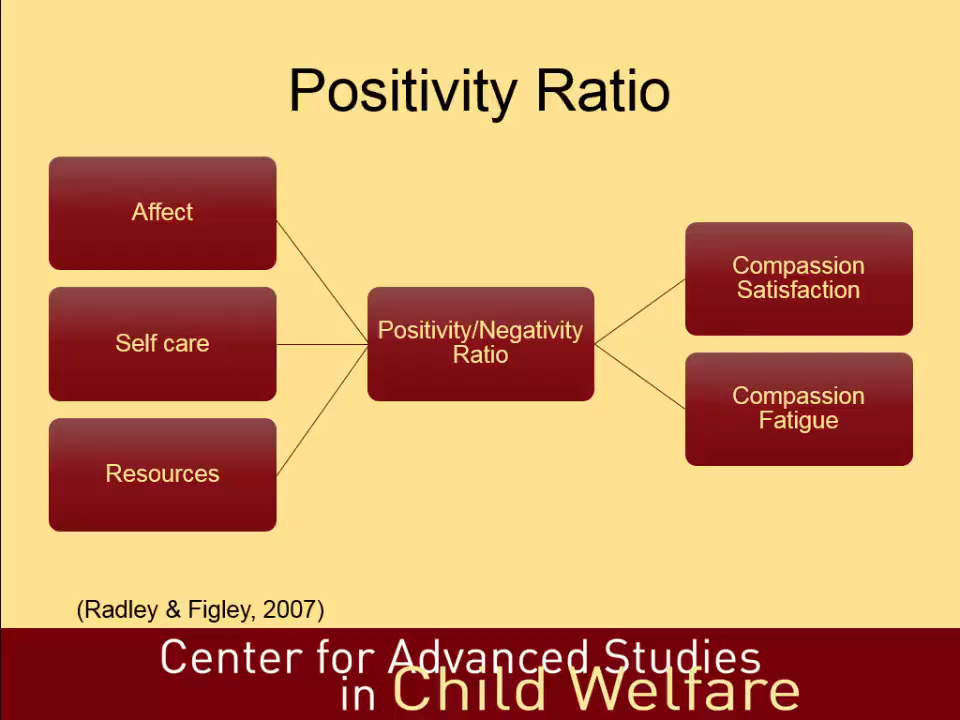 Positivity Ratio
Affect
Self care
Resources
Positivity/Negativity
Ratio
Compassion
Satisfaction
Compassion
Fatigue
(Radley & Figley, 2007)
Center for Advanced Studies
in Child Welfare